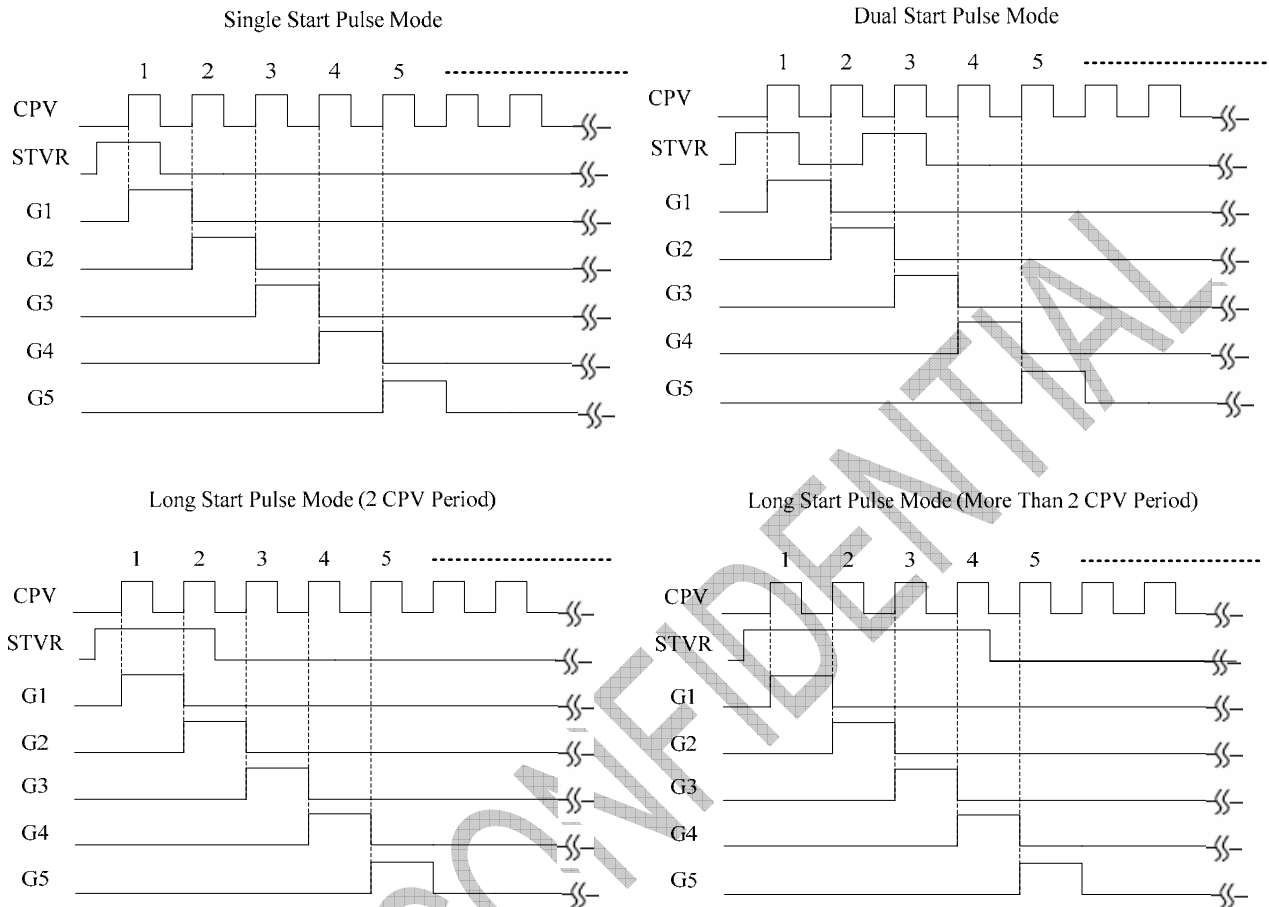 Single Start Pulse Mode
1 2 3 4 5
CPV
STVR
G1
G2
G3
G4
G5
Dual Start Pulse Mode
1 2 3 4 5
CPV
STVR
G1
G2
G3
G4
G5
Long Start Pulse Mode (2 CPV Period)
1 2 3 4 5
CPV
STVR
G1
G2
G3
G4
G5
Long Start Pulse Mode (More Than 2 CPV Period)
1 2 3 4 5
CPV
STVR
G1
G2
G3
G4
G5
CONFIDENTIAL